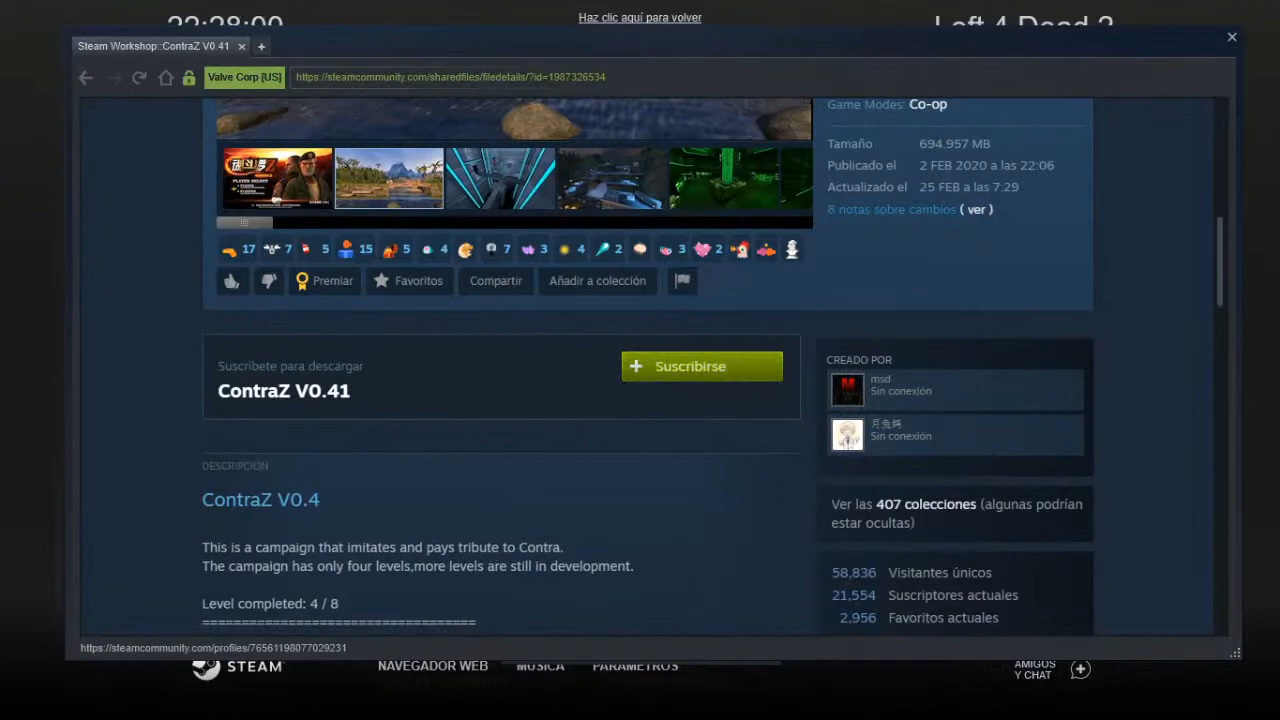 22:28:00
Haz clic aquí para volver
Left 4 Dead 2
Steam Workshop::ContraZ V0.41
Valve Corp [US]
https://steamcommunity.com/sharedfiles/filedetails/?id=1987326534
Game Modes: Co-op
Tamaño 694.957 MB
Publicado el 2 FEB 2020 a las 22:06
Actualizado el 25 FEB a las 7:29
8 notas sobre cambios ( ver )
17 7 5 15 5 4 7 3 4 2 3 2
Premiar
Favoritos
Compartir
Añadir a colección
Suscríbete para descargar
ContraZ V0.41
Suscribirse
CREADO POR
msd
Sin conexión
Sin conexión
Ver las 407 colecciones (algunas podrían
estar ocultas)
58,836 Visitantes únicos
21,554 Suscriptores actuales
2,956 Favoritos actuales
DESCRIPCIÓN
ContraZ V0.4
This is a campaign that imitates and pays tribute to Contra.
The campaign has only four levels,more levels are still in development.
Level completed: 4 / 8
===================================
https://steamcommunity.com/profiles/76561198077029231
STEAM
NAVEGADOR WEB
MÚSICA
PARÁMETROS
AMIGOS
Y CHAT